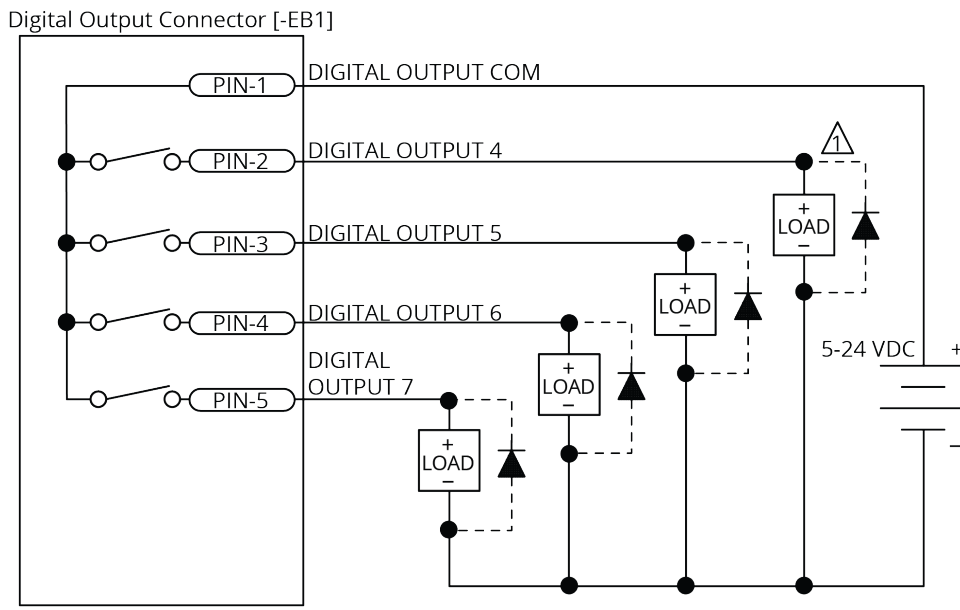 Digital Output Connector [-EB1]
PIN-1
DIGITAL OUTPUT COM
PIN-2
DIGITAL OUTPUT 4
1
+
LOAD
−
PIN-3
DIGITAL OUTPUT 5
+
LOAD
−
PIN-4
DIGITAL OUTPUT 6
+
LOAD
−
5-24 VDC
+
−
DIGITAL
OUTPUT 7
PIN-5
+
LOAD
−